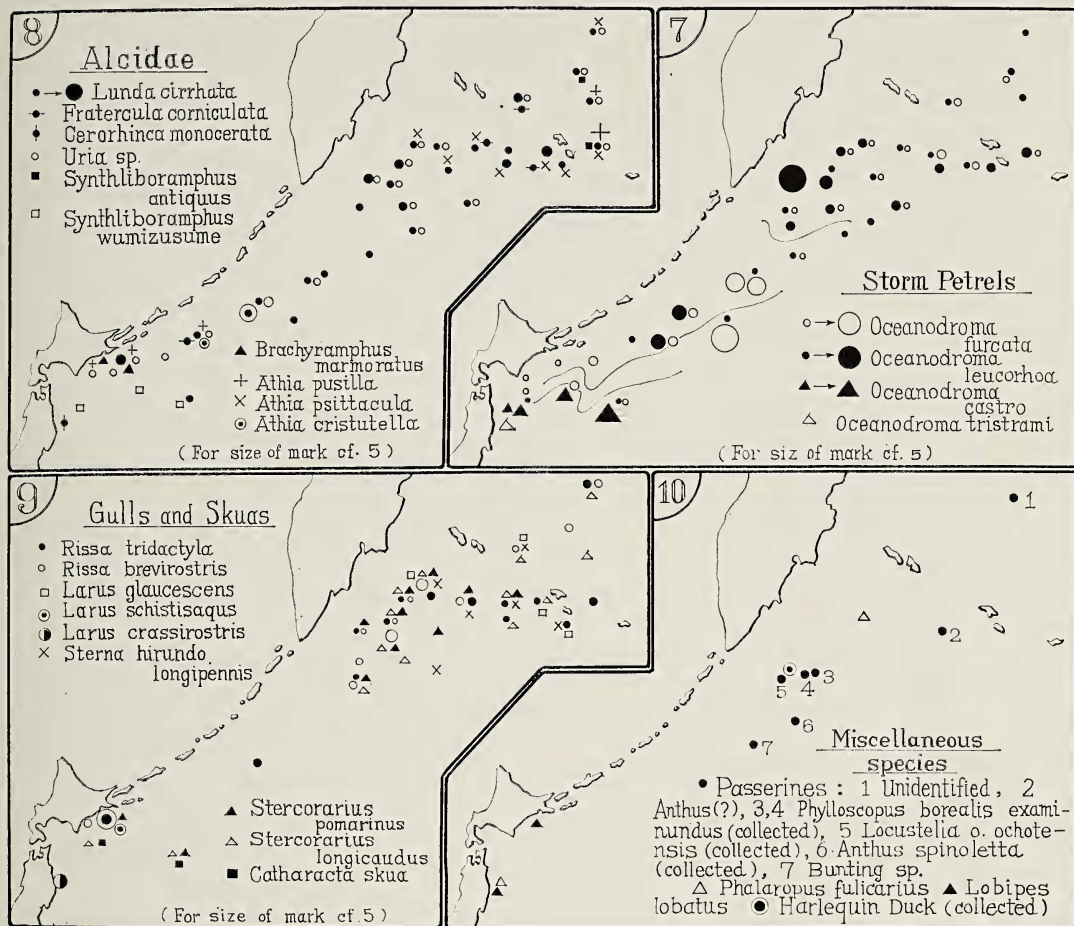 8
Alcidae
Lunda cirrhata
Fratercula corniculata
Cerorhinca monocerata
Uria sp.
Synthliboramphus
antiquus
Synthliboramphus
wumizusume
Brachyramphus
marmoratus
Athia pusilla
Athia psittacula
Athia cristutella
(For size of mark cf. 5)
7
Storm Petrels
Oceanodroma
furcata
Oceanodroma
leucorhoa
Oceanodroma
castro
Oceanodroma tristrami
(For siz of mark cf. 5)
9
Gulls and Skuas
Rissa tridactyla
Rissa brevirostris
Larus glaucescens
Larus schistisaqus
Larus crassirostris
Sterna hirundo
longipennis
Stercorarius
pomarinus
Stercorarius
longicaudus
Catharacta skua
(For size of mark cf. 5)
10
1
2
3
4
5
6
7
Miscellaneous
species
Passerines : 1 Unidentified, 2
Anthus(?), 3,4 Phylloscopus borealis exami-
nundus (collected), 5 Locustelia o. ochote-
nsis (collected), 6 Anthus spinoletta
(collected), 7 Bunting sp.
Phalaropus fulicarius Lobipes
lobatus Harlequin Duck (collected)